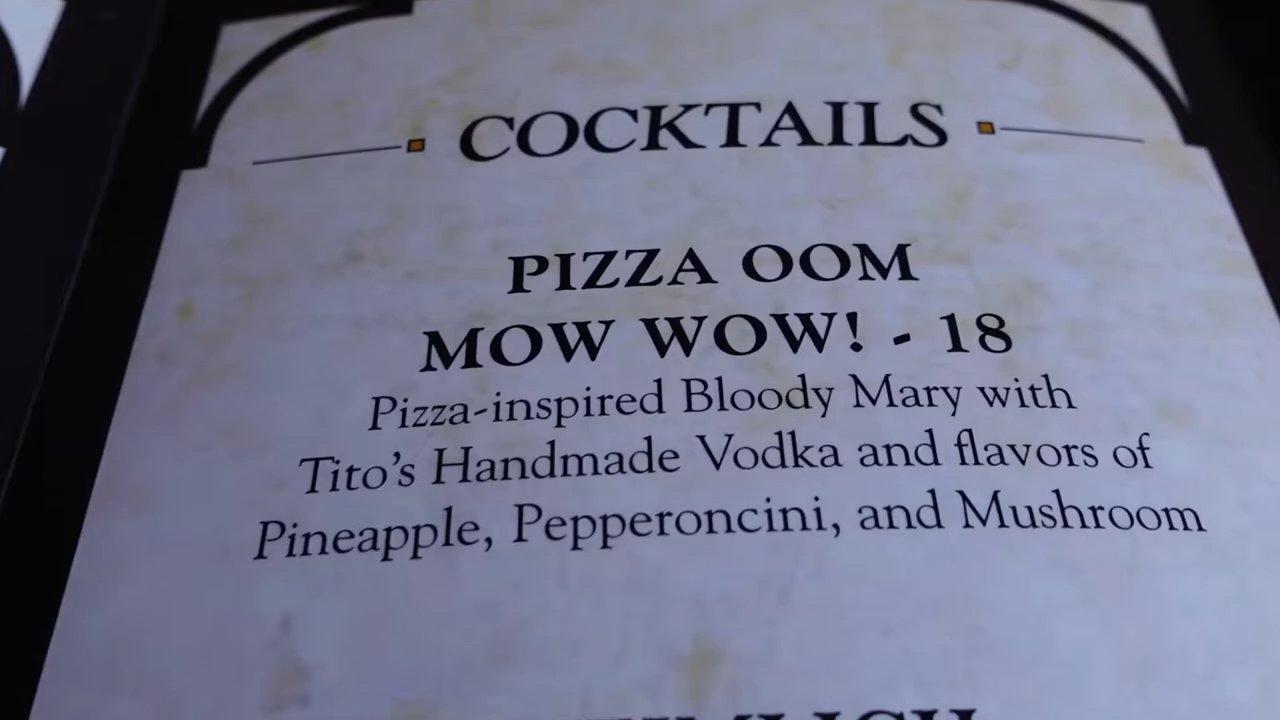 COCKTAILS
PIZZA OOM
MOW WOW! - 18
Pizza-inspired Bloody Mary with
Tito's Handmade Vodka and flavors of
Pineapple, Pepperoncini, and Mushroom